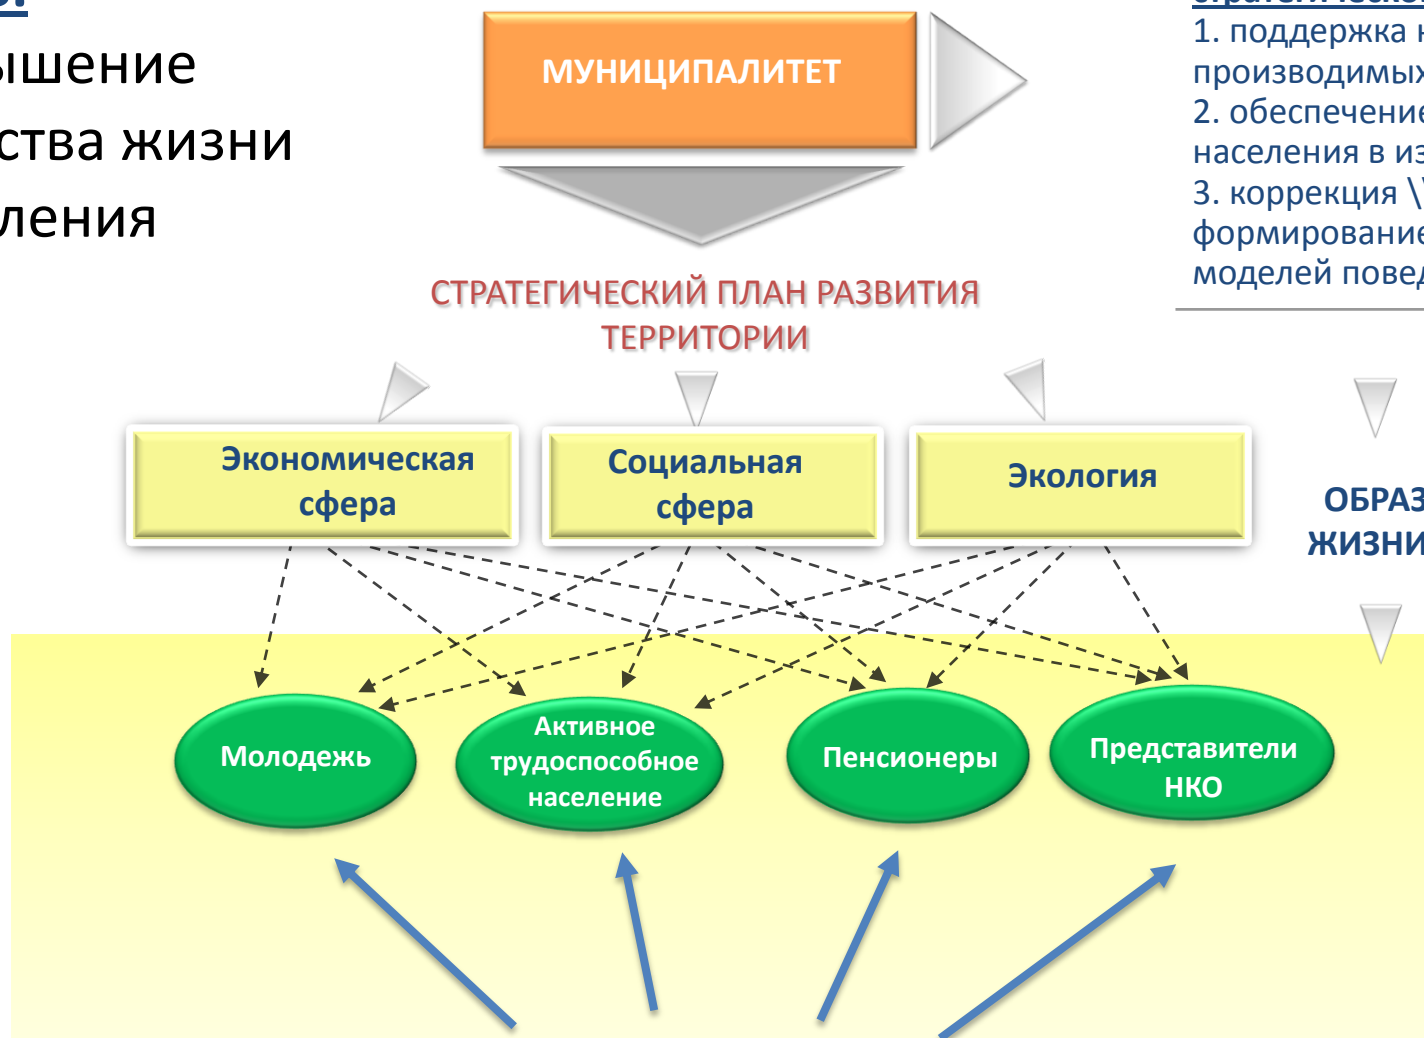 ышение
ства жизни
ления
МУНИЦИПАЛИТЕТ
1. поддержка
производимых
2. обеспечение
населения в из
3. коррекция \
формирование
моделей повед
СТРАТЕГИЧЕСКИЙ ПЛАН РАЗВИТИЯ
ТЕРРИТОРИИ
Экономическая
сфера
Социальная
сфера
Экология
ОБРАЗ
ЖИЗНИ
Молодежь
Активное
трудоспособное
население
Пенсионеры
Представители
НКО